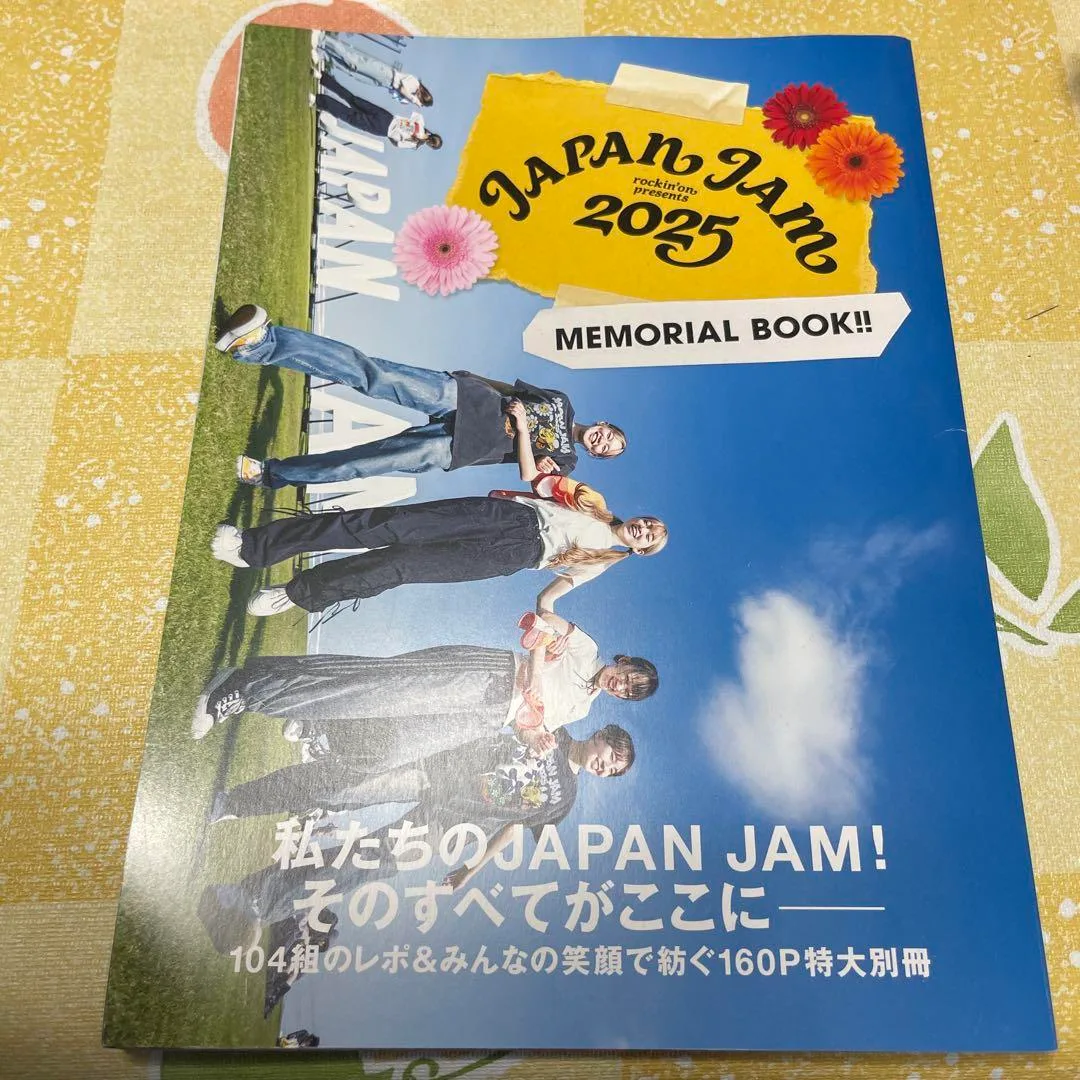 JAPAN JAM
rockin'on
presents
2025
MEMORIAL BOOK!!
JAPAN
私たちのJAPAN JAM!
そのすべてがここに——
104組のレポ&みんなの笑顔で紡ぐ160P特大別冊